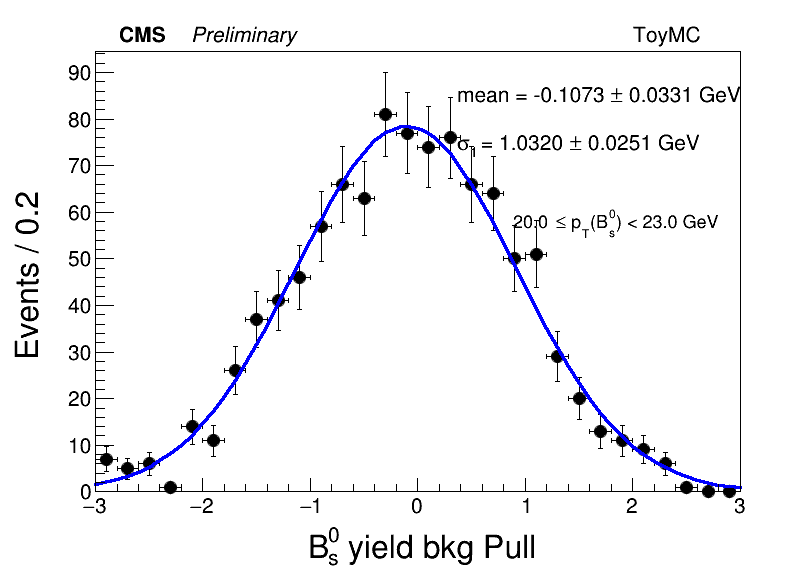 CMS Preliminary ToyMC
mean = -0.1073 ± 0.0331 GeV
σ₁ = 1.0320 ± 0.0251 GeV
20.0 ≤ p_T(B_s^0) < 23.0 GeV
Events / 0.2
90
80
70
60
50
40
30
20
10
0
−3 −2 −1 0 1 2 3
B_s^0 yield bkg Pull